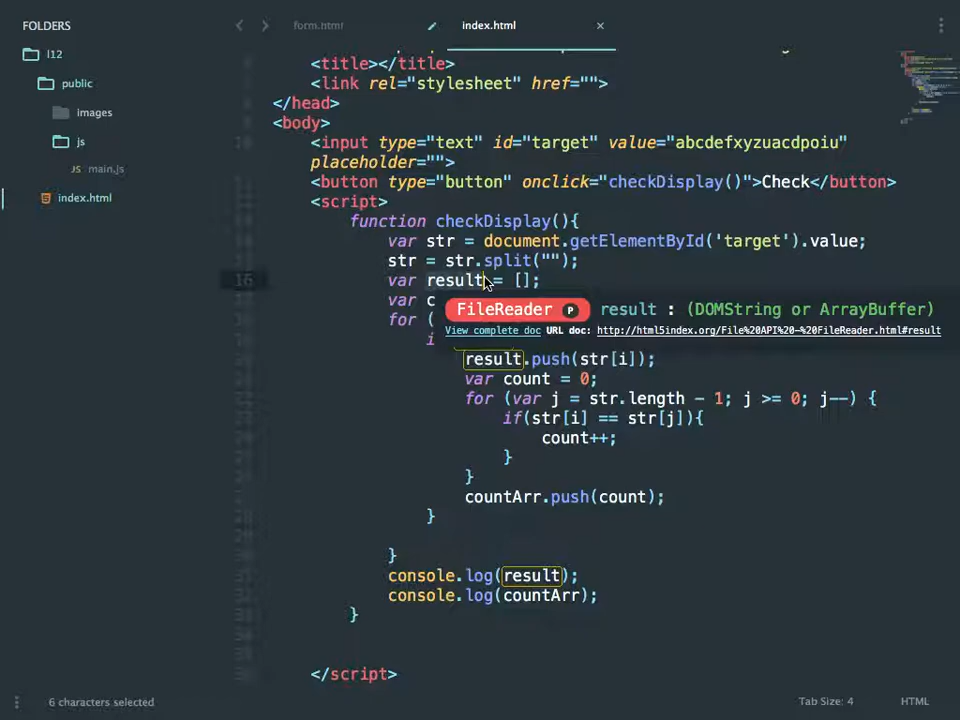 FOLDERS
form.html
index.html
l12
public
images
js
main.js
index.html
<title></title>
<link rel="stylesheet" href="">
</head>
<body>
<input type="text" id="target" value="abcdefxyzuacdpoiu"
placeholder="">
<button type="button" onclick="checkDisplay()">Check</button>
<script>
function checkDisplay(){
var str = document.getElementById('target').value;
str = str.split("");
16
var result = [];
var c
FileReader P result : (DOMString or ArrayBuffer)
for (
View complete doc URL doc: http://html5index.org/File%20API%20-%20FileReader.html#result
i
result.push(str[i]);
var count = 0;
for (var j = str.length - 1; j >= 0; j--) {
if(str[i] == str[j]){
count++;
}
}
countArr.push(count);
}
}
console.log(result);
console.log(countArr);
}
</script>
6 characters selected
Tab Size: 4
HTML